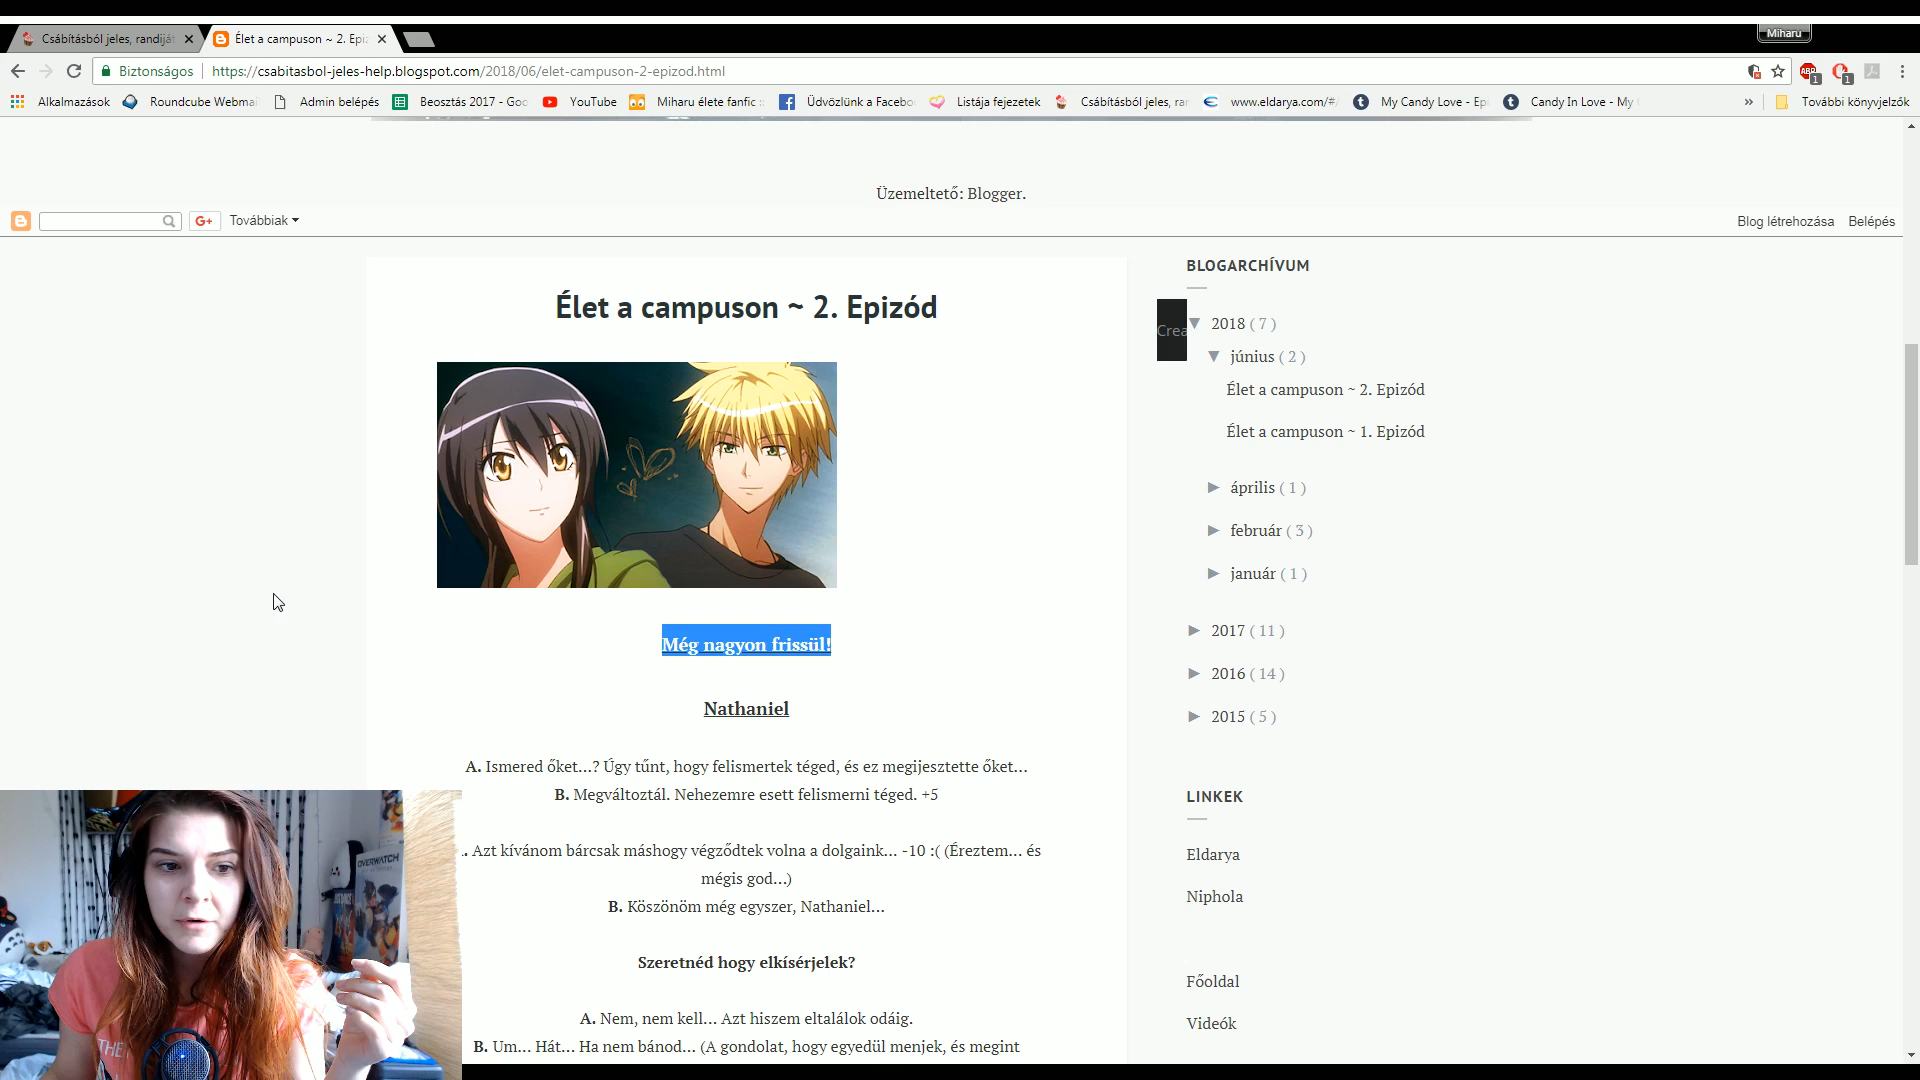 Miharu
Csábításból jeles, randiját
Élet a campuson ~ 2. Epi
Biztonságos
https://csabitasbol-jeles-help.blogspot.com/2018/06/elet-campuson-2-epizod.html
Alkalmazások
Roundcube Webmai
Admin belépés
Beosztás 2017 - Goo
YouTube
Miharu élete fanfic
Üdvözlünk a Facebo
Listája fejezetek
Csábításból jeles, ra
www.eldarya.com/#
My Candy Love - Ep
Candy In Love - My
»
További könyvjelzők
Üzemeltető: Blogger.
G+
Továbbiak
Blog létrehozása
Belépés
Élet a campuson ~ 2. Epizód
Még nagyon frissül!
Nathaniel
A. Ismered őket...? Úgy tűnt, hogy felismertek téged, és ez megijesztette őket...
B. Megváltoztál. Nehezemre esett felismerni téged. +5
. Azt kívánom bárcsak máshogy végződtek volna a dolgaink... -10 :( (Éreztem... és
mégis god...)
B. Köszönöm még egyszer, Nathaniel...
Szeretnéd hogy elkísérjelek?
A. Nem, nem kell... Azt hiszem eltalálok odáig.
B. Um... Hát... Ha nem bánod... (A gondolat, hogy egyedül menjek, és megint
BLOGARCHÍVUM
Crea
▼ 2018 ( 7 )
▼ június ( 2 )
Élet a campuson ~ 2. Epizód
Élet a campuson ~ 1. Epizód
► április ( 1 )
► február ( 3 )
► január ( 1 )
► 2017 ( 11 )
► 2016 ( 14 )
► 2015 ( 5 )
LINKEK
Eldarya
Niphola
Főoldal
Videók
OVERWATCH
THE